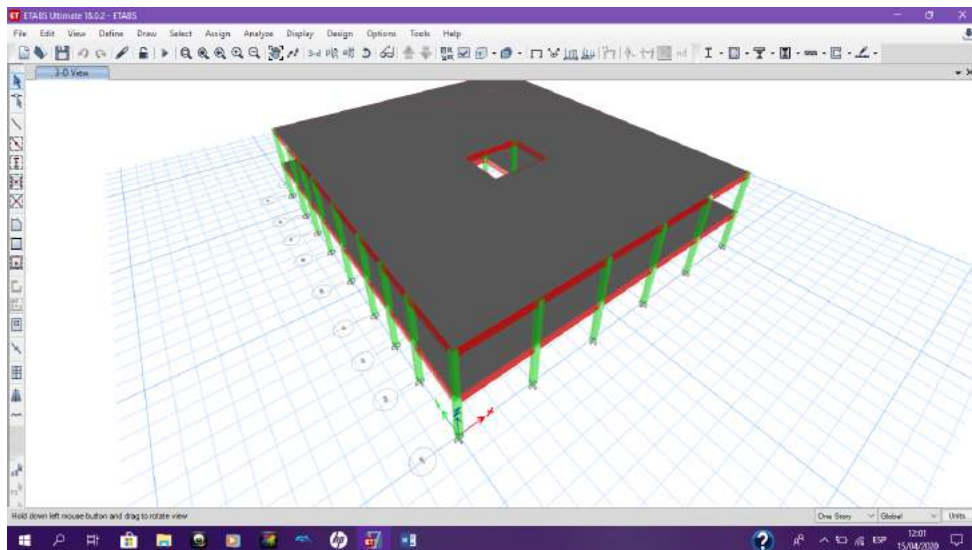 ETABS Ultimate 18.0.2 - ETABS
File Edit View Define Draw Select Assign Analyze Display Design Options Tools Help
3-d
3-D View
X
Hold down left mouse button and drag to rotate view
One Story Global Units
ESP
12:01
15/04/2020